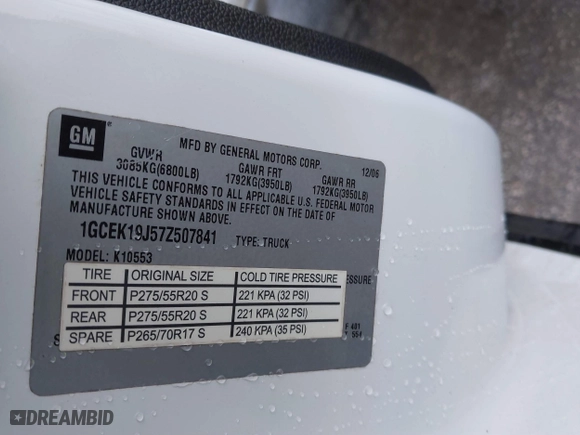 GM
MFD BY GENERAL MOTORS CORP. 12/06
GVWR GAWR FRT GAWR RR
3085KG(6800LB) 1792KG(3950LB) 1792KG(3950LB)
THIS VEHICLE CONFORMS TO ALL APPLICABLE U.S. FEDERAL MOTOR
VEHICLE SAFETY STANDARDS IN EFFECT ON THE DATE OF
MANUFACTURE SHOWN ABOVE.
1GCEK19J57Z507841 TYPE: TRUCK
MODEL: K10553
TIRE ORIGINAL SIZE COLD TIRE PRESSURE
FRONT P275/55R20 S 221 KPA (32 PSI)
REAR P275/55R20 S 221 KPA (32 PSI)
SPARE P265/70R17 S 240 KPA (35 PSI)
DREAMBID